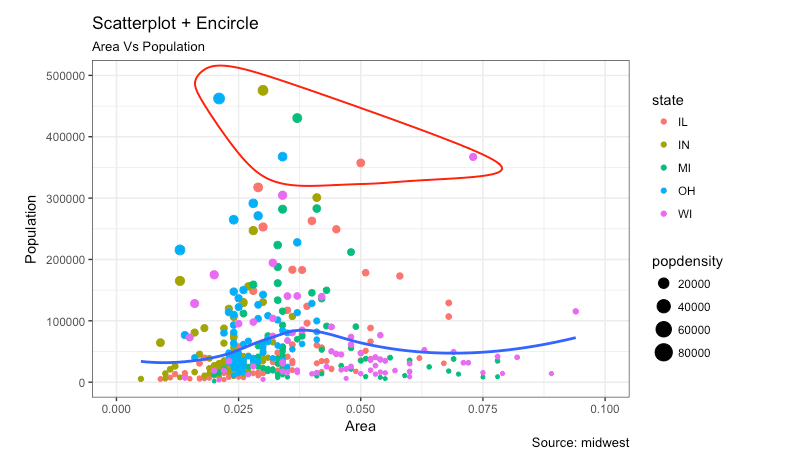 Scatterplot + Encircle
Area Vs Population
500000
400000
300000
200000
100000
0
Population
0.000
0.025
0.050
0.075
0.100
Area
Source: midwest
state
IL
IN
MI
OH
WI
popdensity
20000
40000
60000
80000